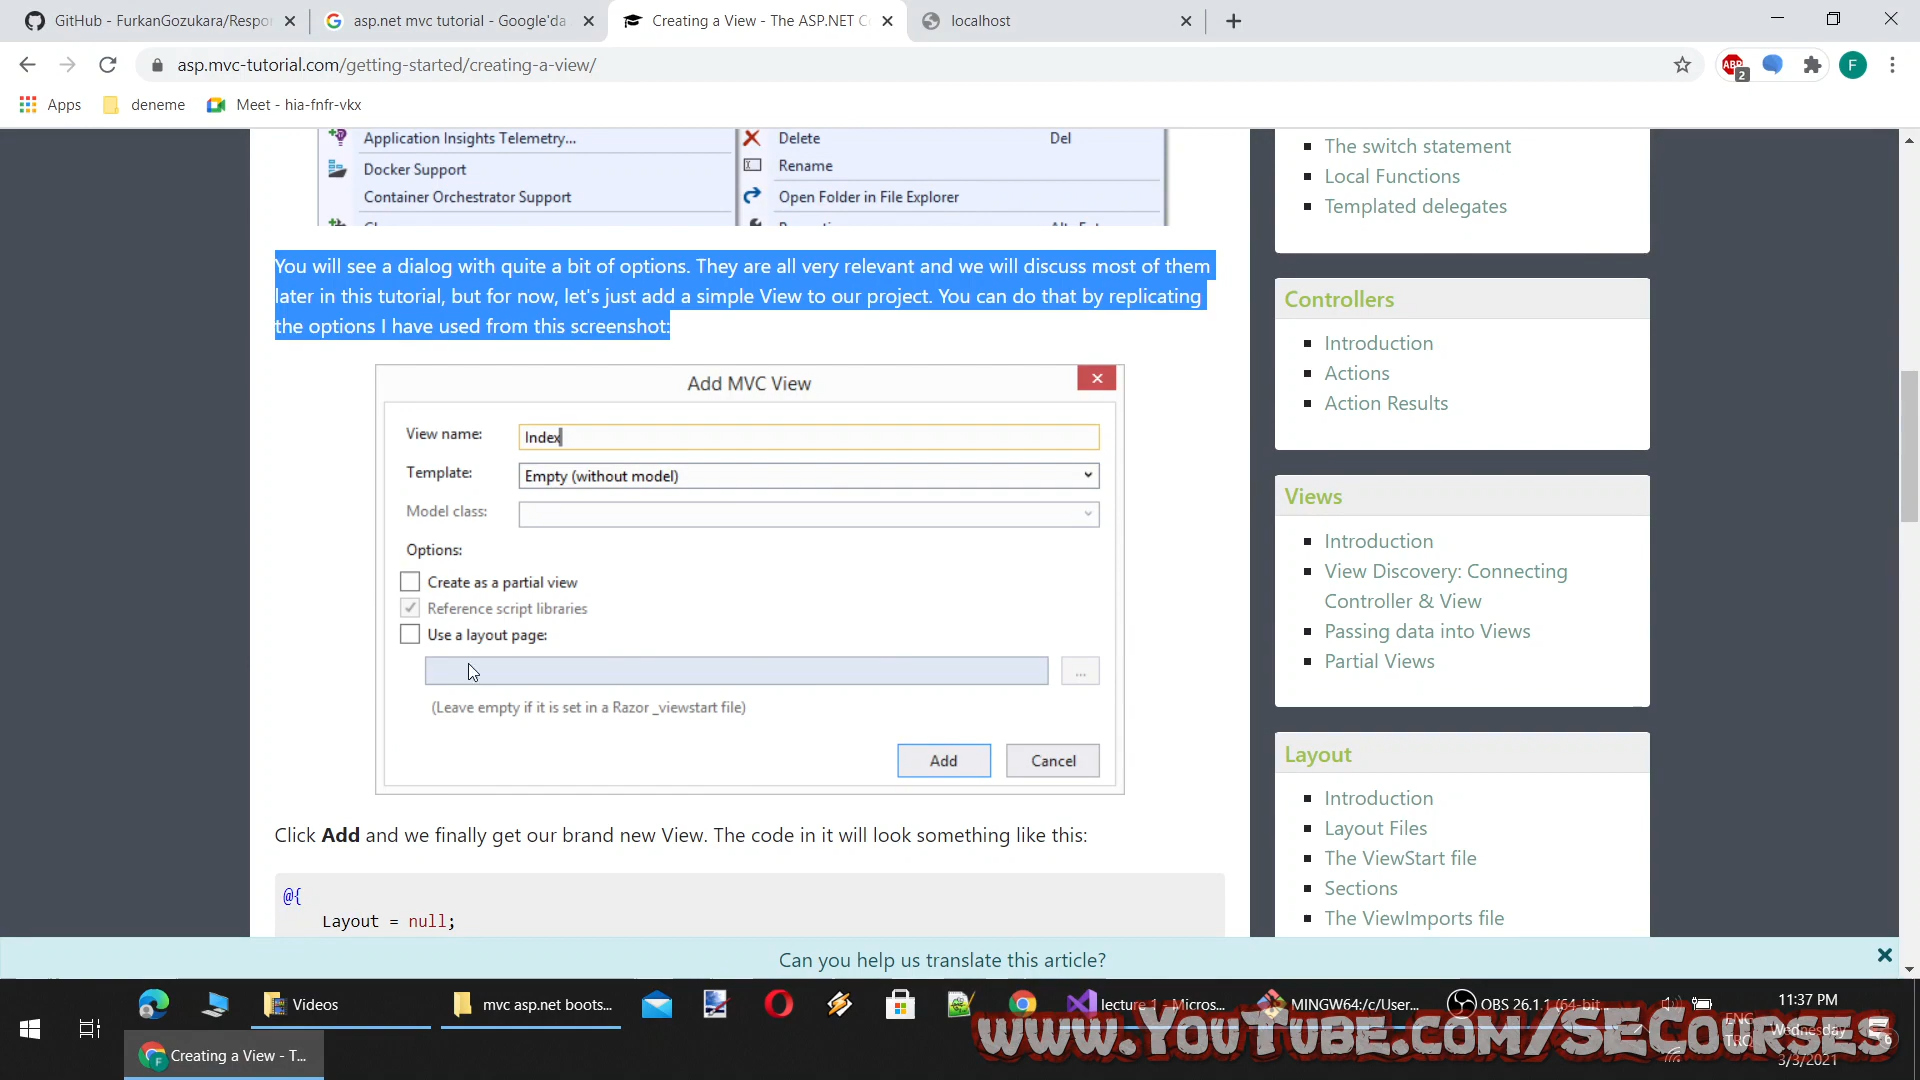 GitHub - FurkanGozukara/Respon
asp.net mvc tutorial - Google'da
Creating a View - The ASP.NET Co
localhost
asp.mvc-tutorial.com/getting-started/creating-a-view/
ABP
2
F
Apps
deneme
Meet - hia-fnfr-vkx
Application Insights Telemetry...
Docker Support
Container Orchestrator Support
Delete Del
Rename
Open Folder in File Explorer
You will see a dialog with quite a bit of options. They are all very relevant and we will discuss most of them
later in this tutorial, but for now, let's just add a simple View to our project. You can do that by replicating
the options I have used from this screenshot:
Add MVC View
View name: Index
Template: Empty (without model)
Model class:
Options:
Create as a partial view
Reference script libraries
Use a layout page:
...
(Leave empty if it is set in a Razor _viewstart file)
Add Cancel
Click Add and we finally get our brand new View. The code in it will look something like this:
@{
Layout = null;
The switch statement
Local Functions
Templated delegates
Controllers
Introduction
Actions
Action Results
Views
Introduction
View Discovery: Connecting
Controller & View
Passing data into Views
Partial Views
Layout
Introduction
Layout Files
The ViewStart file
Sections
The ViewImports file
Can you help us translate this article?
Videos
mvc asp.net boots...
lecture 1 - Micros...
MINGW64:/c/User...
OBS 26.1.1 (64-bit...
11:37 PM
ENG
Wednesday
TRQ
3/3/2021
Creating a View - T...
www.YouTube.com/SECourses